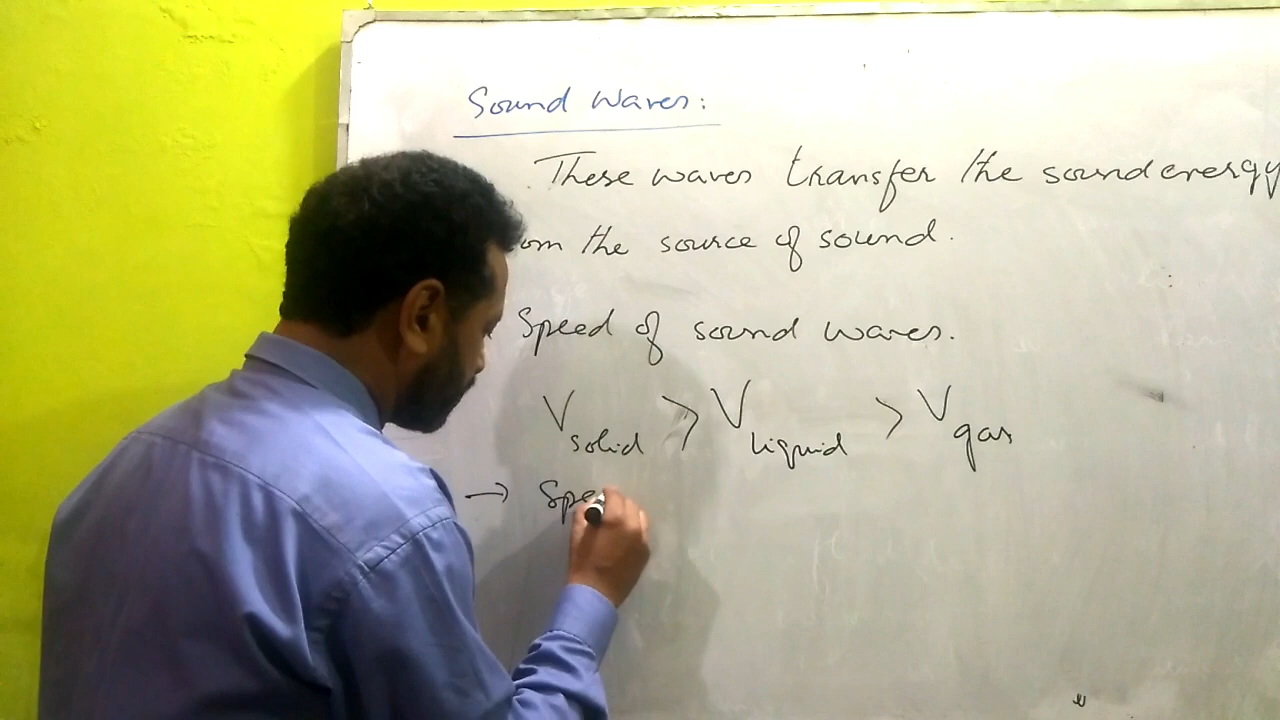 Sound Waves:
These waves transfer the sound energy
om the source of sound.
Speed of sound waves.
V solid > V liquid > V gas
→ Spe